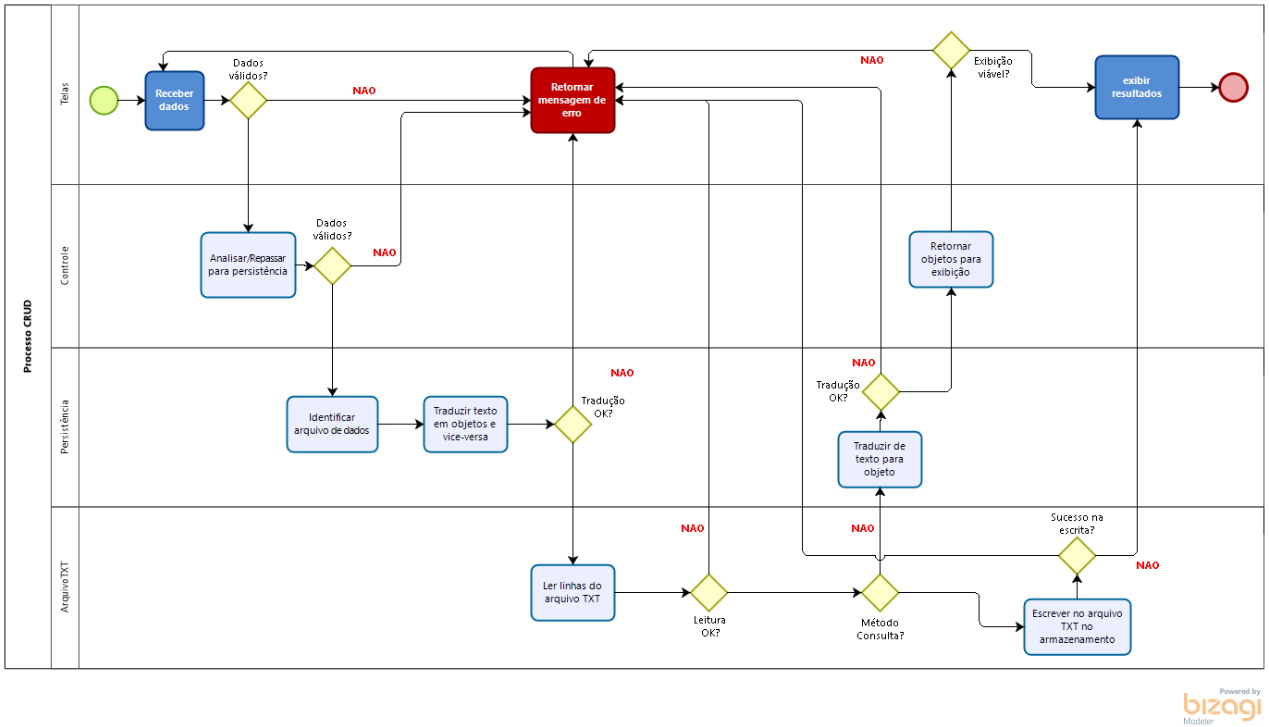 Processo CRUD
Telas
Receber
dados
Dados
válidos?
NAO
Retornar
mensagem de
erro
NAO
Exibição
viável?
exibir
resultados
Controle
Analisar/Repassar
para persistência
Dados
válidos?
NAO
Retornar
objetos para
exibição
Persistência
Identificar
arquivo de dados
Traduzir texto
em objetos e
vice-versa
Tradução
OK?
NAO
Tradução
OK?
NAO
Traduzir de
texto para
objeto
ArquivoTXT
Ler linhas do
arquivo TXT
NAO
Leitura
OK?
NAO
Método
Consulta?
Escrever no arquivo
TXT no
armazenamento
Sucesso na
escrita?
NAO
Powered by
bizagi
Modeler